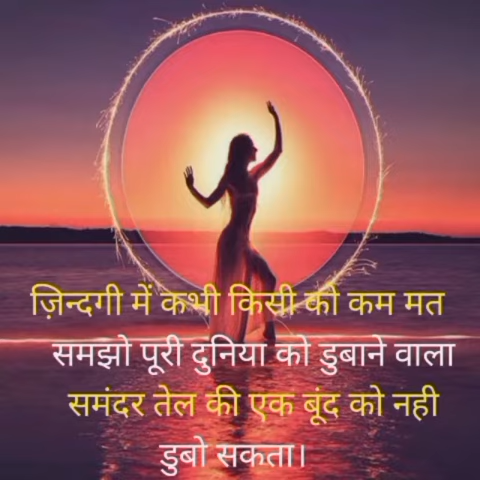 ज़िन्दगी में कभी किसी को कम मत
समझो पूरी दुनिया को डुबाने वाला
समंदर तेल की एक बूंद को नही
डुबो सकता।